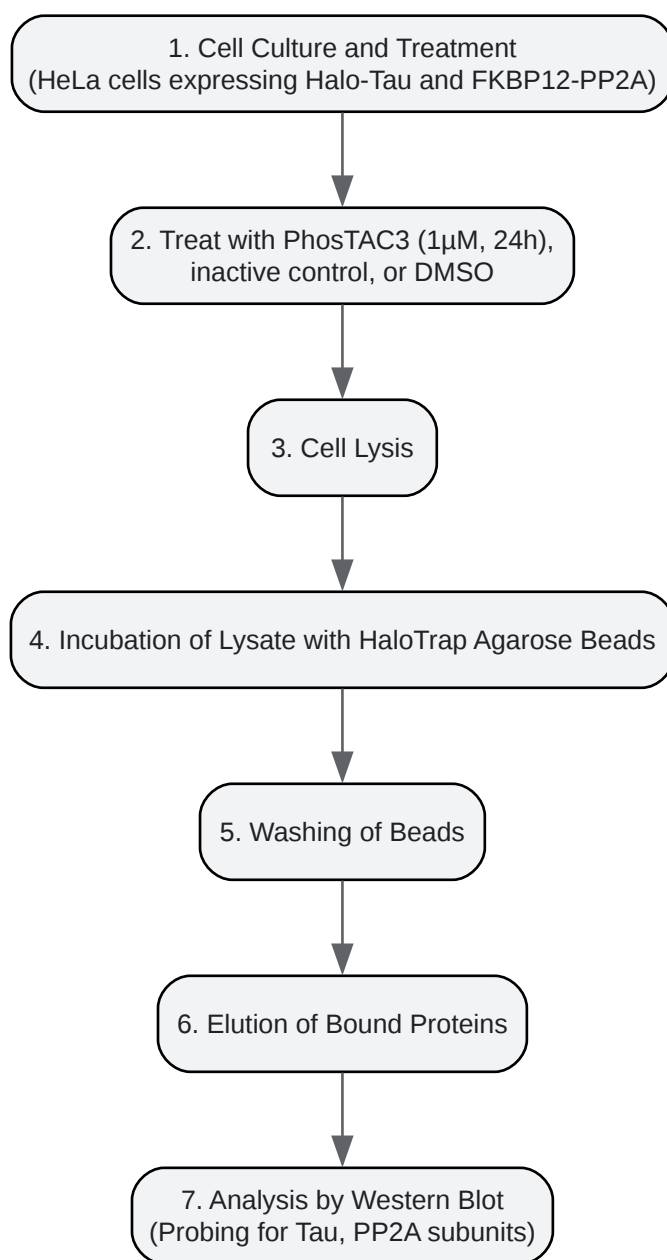 1. Cell Culture and Treatment
(HeLa cells expressing Halo-Tau and FKBP12-PP2A)
2. Treat with PhosTAC3 (1µM, 24h),
inactive control, or DMSO
3. Cell Lysis
4. Incubation of Lysate with HaloTrap Agarose Beads
5. Washing of Beads
6. Elution of Bound Proteins
7. Analysis by Western Blot
(Probing for Tau, PP2A subunits)